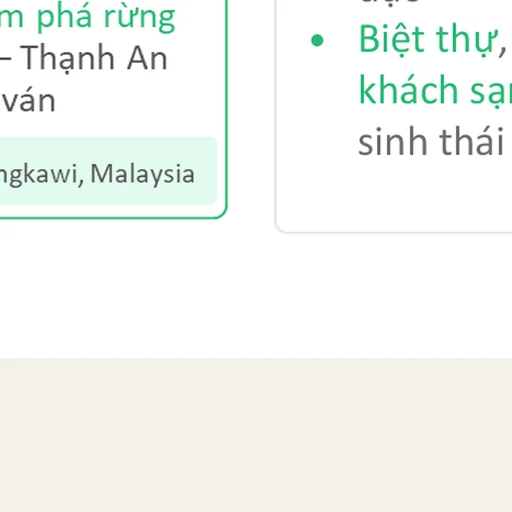 m phá rừng
– Thạnh An
ván
ngkawi, Malaysia
• Biệt thự,
khách sạn
sinh thái